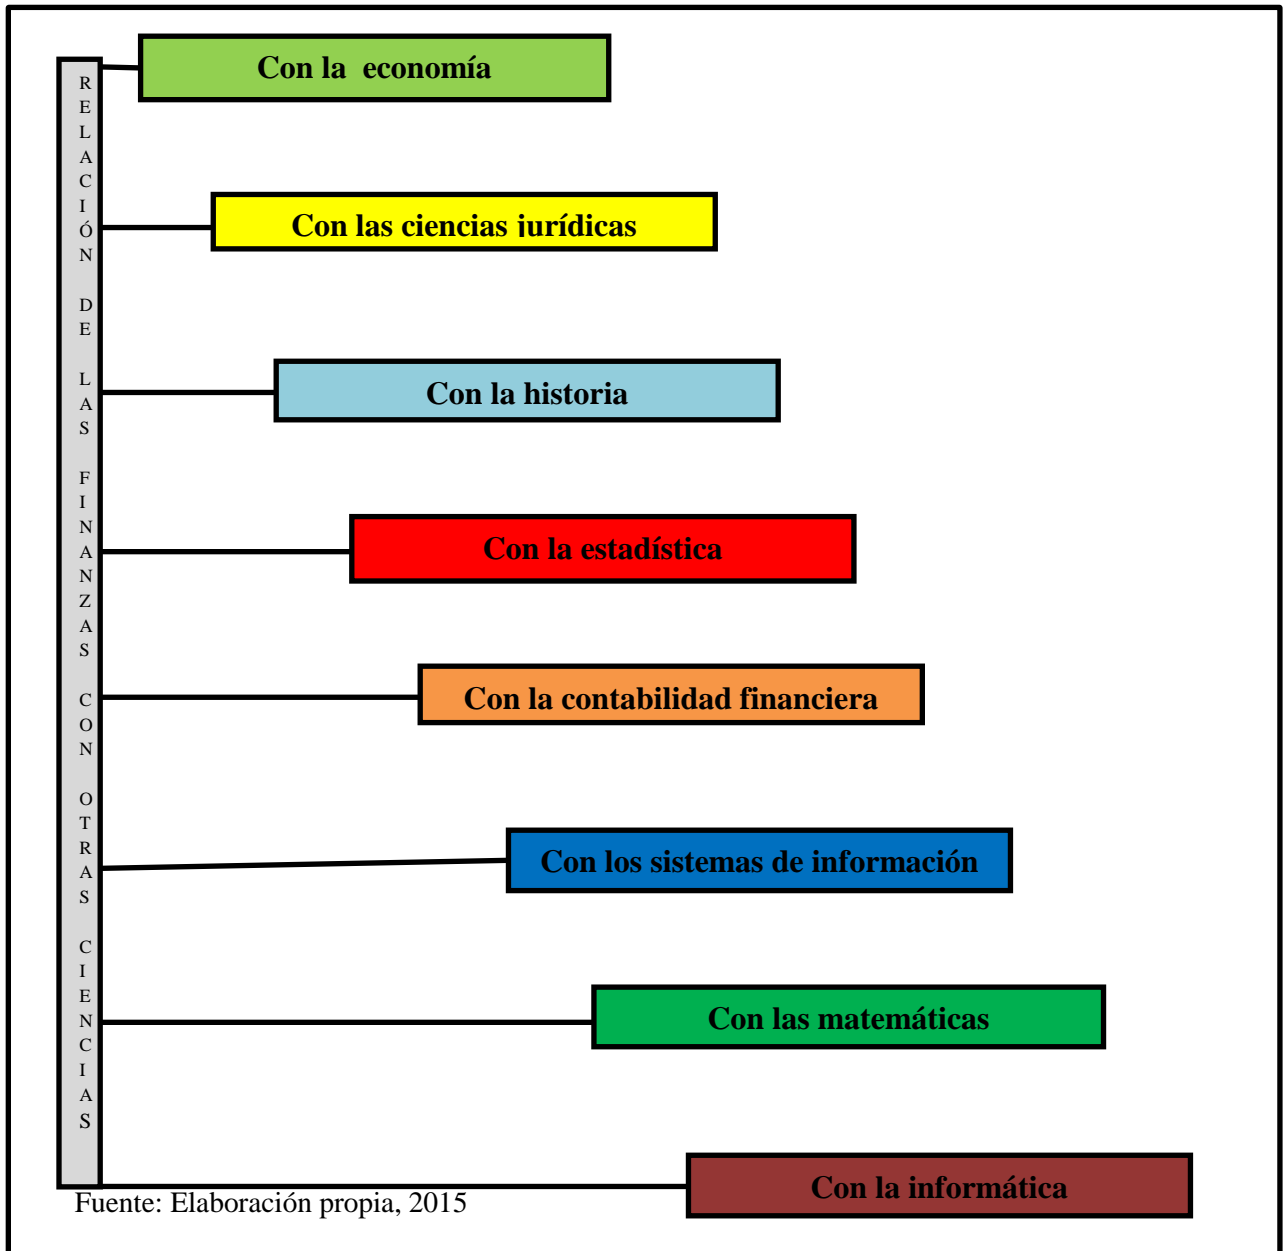 RELACIÓN DE LAS FINANZAS CON OTRAS CIENCIAS
Con la  economía
Con las ciencias jurídicas
Con la historia
Con la estadística
Con la contabilidad financiera
Con los sistemas de información
Con las matemáticas
Con la informática
Fuente: Elaboración propia, 2015